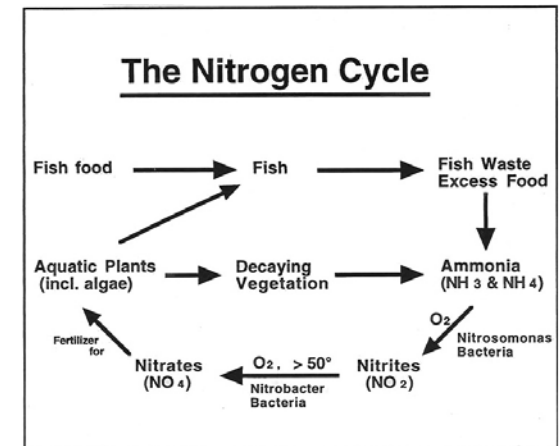 The Nitrogen Cycle
Fish food
Fish
Fish Waste
Excess Food
Aquatic Plants
(incl. algae)
Decaying
Vegetation
Ammonia
(NH 3 & NH 4)
O2
Nitrosomonas
Bacteria
Fertilizer
for
Nitrates
(NO 4)
O 2 . > 50°
Nitrobacter
Bacteria
Nitrites
(NO 2)